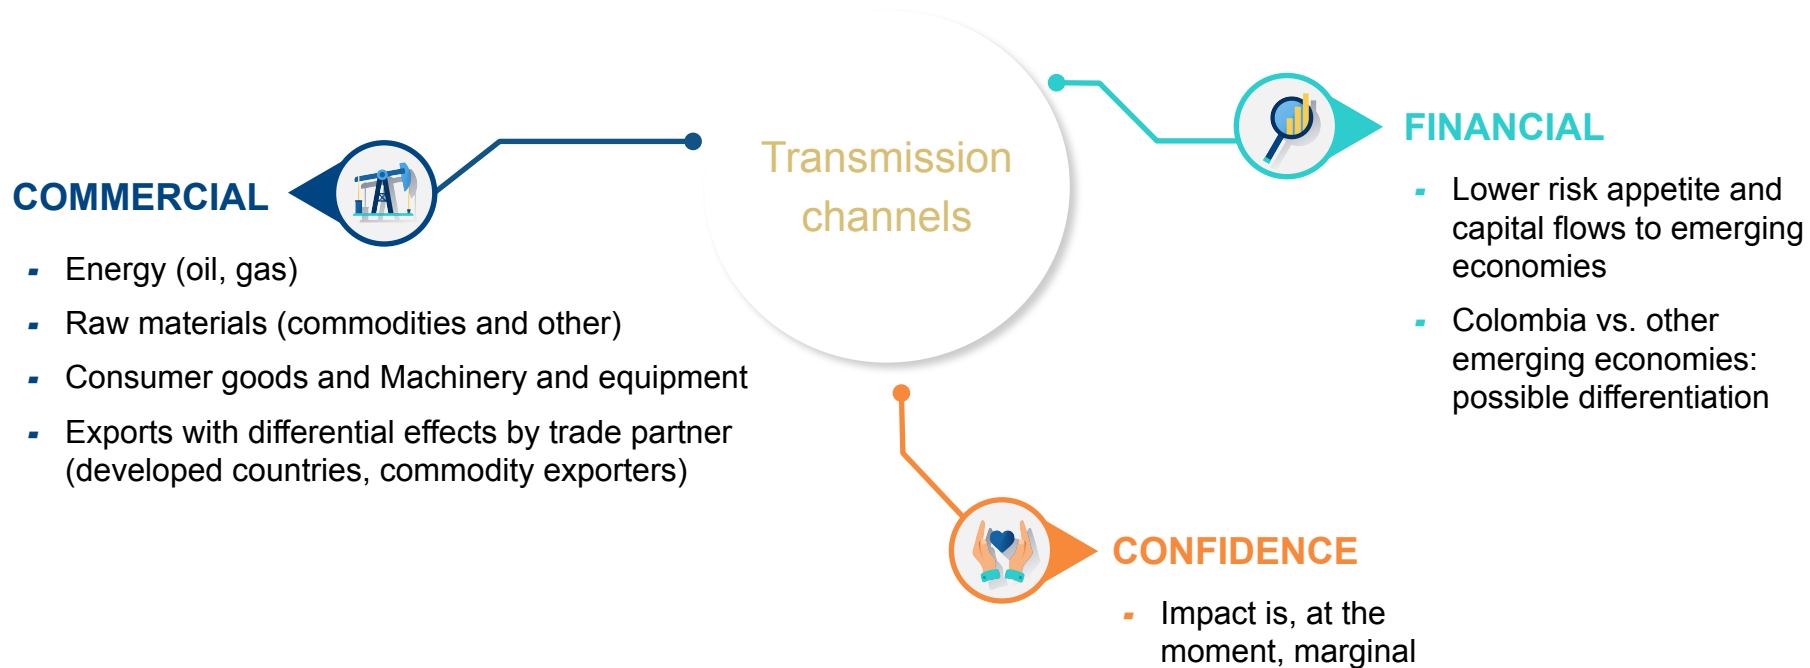 Transmission
channels
COMMERCIAL
- Energy (oil, gas)
- Raw materials (commodities and other)
- Consumer goods and Machinery and equipment
- Exports with differential effects by trade partner
(developed countries, commodity exporters)
FINANCIAL
- Lower risk appetite and
capital flows to emerging
economies
- Colombia vs. other
emerging economies:
possible differentiation
CONFIDENCE
- Impact is, at the
moment, marginal